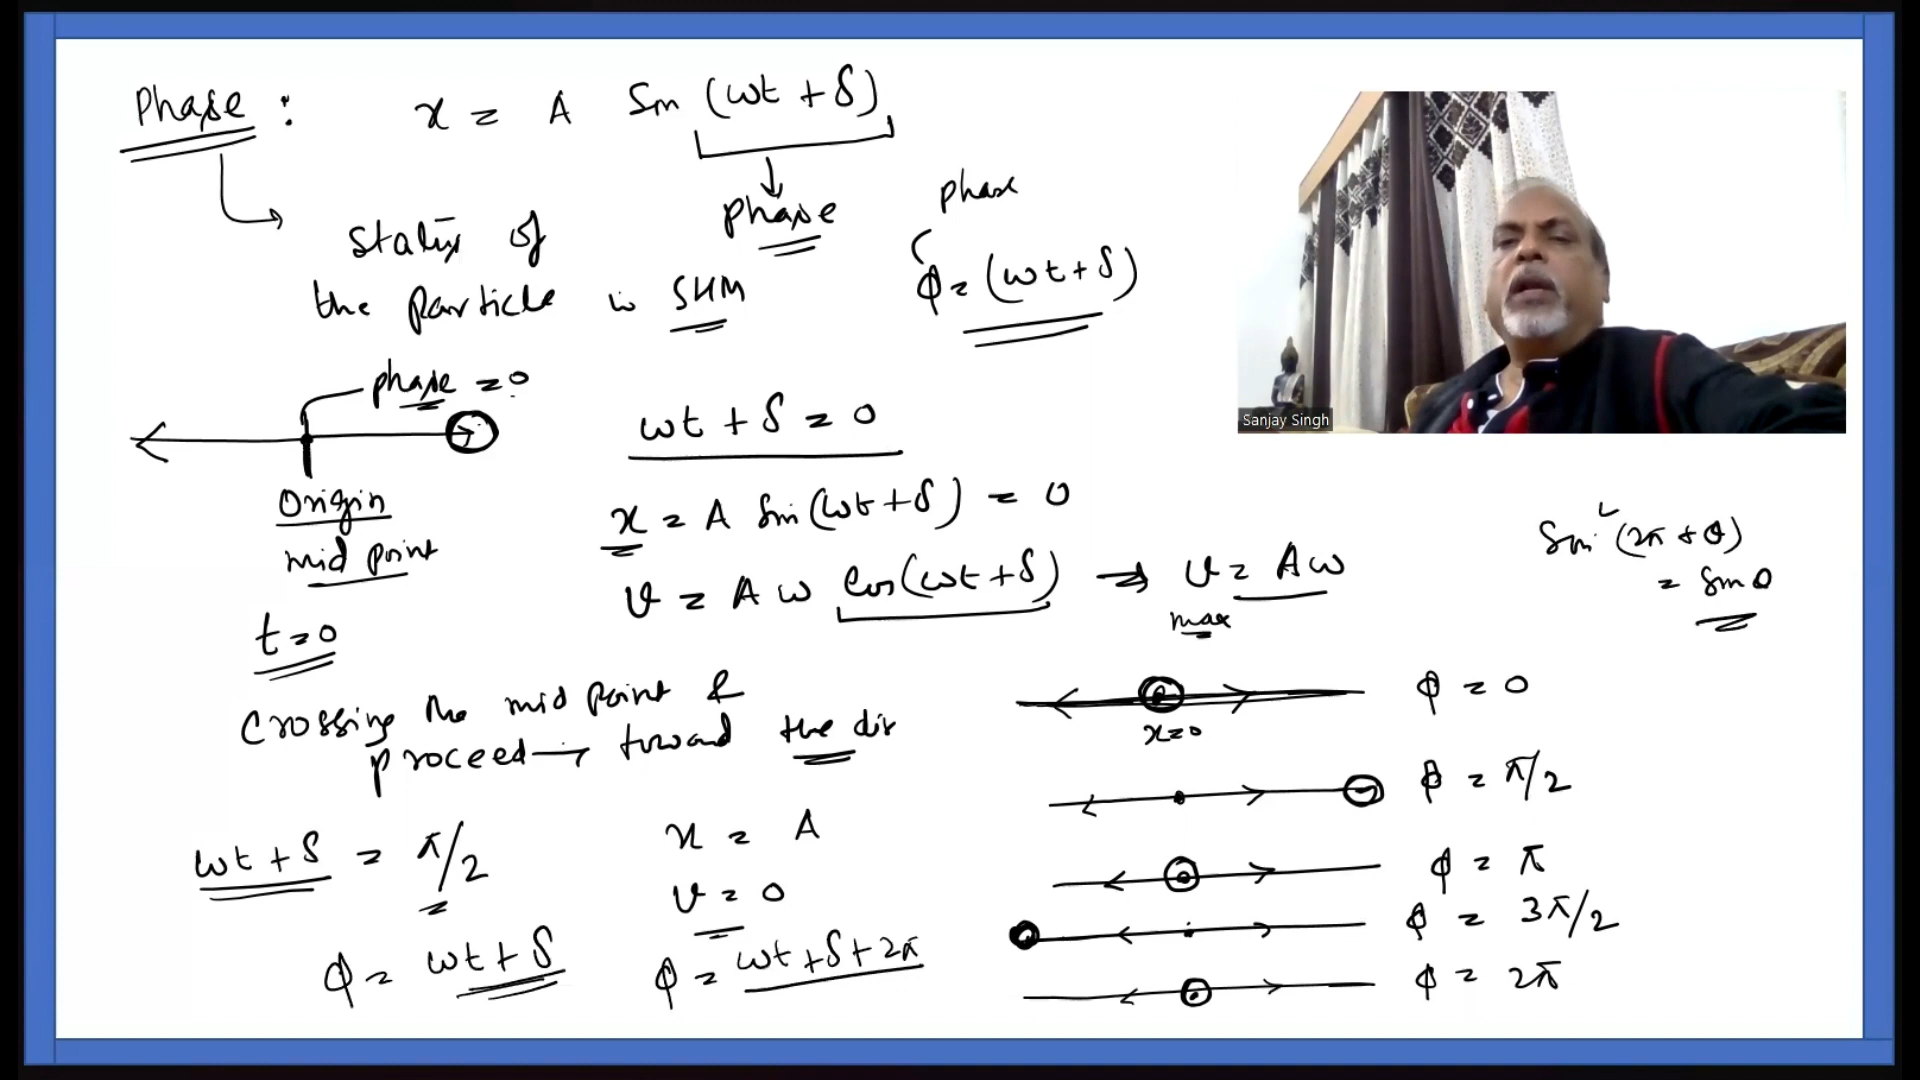 Phase : x = A Sin (ωt + δ)
phase
phase
status of
the particle in SHM
ϕ = (ωt + δ)
phase = 0
ωt + δ = 0
Origin
mid point
x = A Sin (ωt + δ) = 0
v = A ω Cos (ωt + δ) → v = A ω
max
Sin (2π + θ)
= Sin θ
t = 0
Crossing the mid point &
proceed → toward the dir
x=0
ϕ = 0
ϕ = π/2
ωt + δ = π/2
x = A
v = 0
ϕ = π
ϕ = 3π/2
ϕ = ωt + δ
ϕ = ωt + δ + 2π
ϕ = 2π
Sanjay Singh